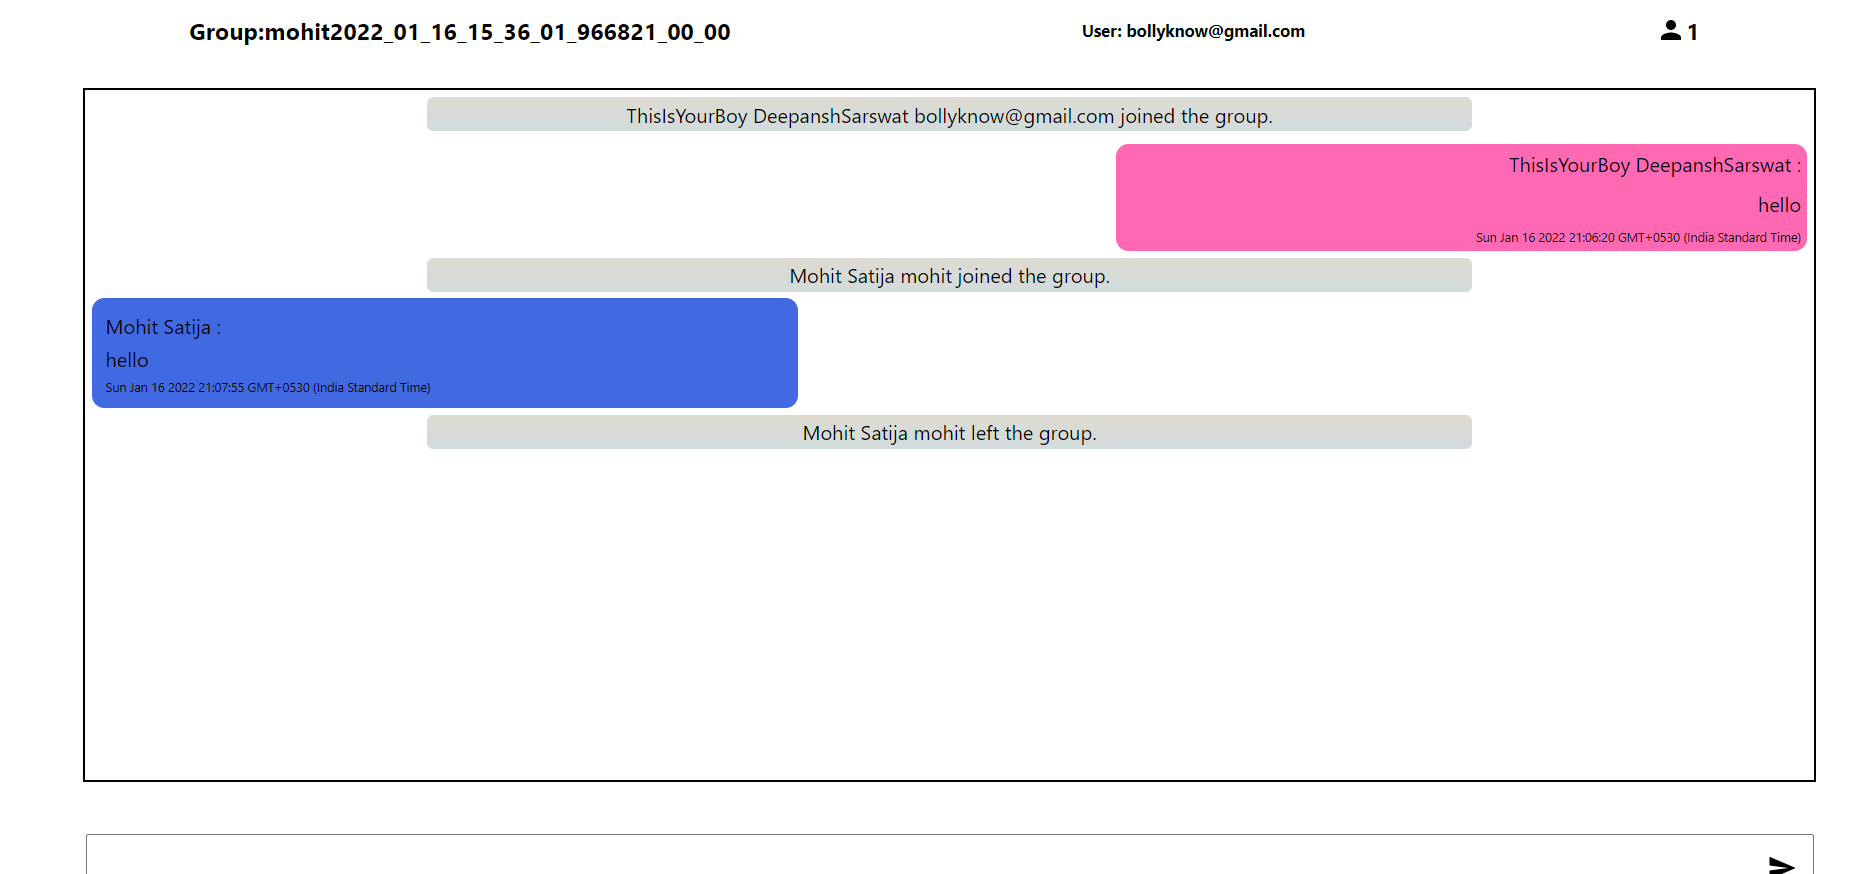 Group:mohit2022_01_16_15_36_01_966821_00_00
User: bollyknow@gmail.com
1
ThisIsYourBoy DeepanshSarswat bollyknow@gmail.com joined the group.
ThisIsYourBoy DeepanshSarswat :
hello
Sun Jan 16 2022 21:06:20 GMT+0530 (India Standard Time)
Mohit Satija mohit joined the group.
Mohit Satija :
hello
Sun Jan 16 2022 21:07:55 GMT+0530 (India Standard Time)
Mohit Satija mohit left the group.